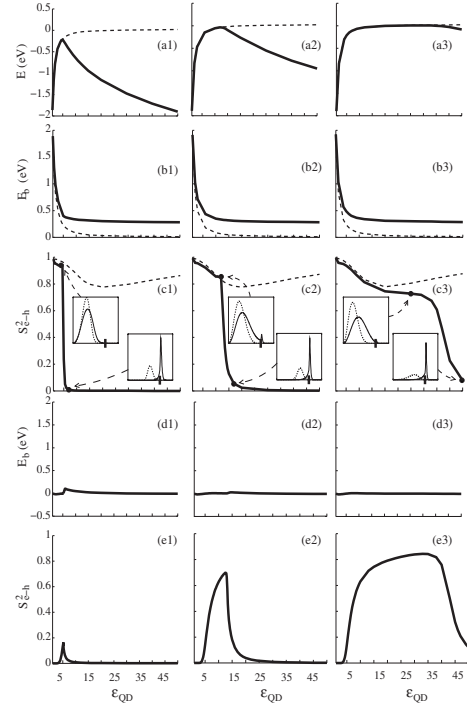 0.5
0
−0.5
−1
−1.5
−2
E (eV)
(a1)
(a2)
(a3)
2
1.5
1
0.5
0
E_b (eV)
(b1)
(b2)
(b3)
1
0.8
0.6
0.4
0.2
0
S²_e−h
(c1)
(c2)
(c3)
2
1.5
1
0.5
0
−0.5
E_b (eV)
(d1)
(d2)
(d3)
1
0.8
0.6
0.4
0.2
0
S²_e−h
(e1)
(e2)
(e3)
5 15 25 35 45
5 15 25 35 45
5 15 25 35 45
ε_QD
ε_QD
ε_QD